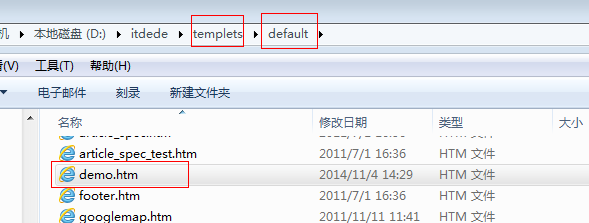 机 ▸ 本地磁盘 (D:) ▸ itdede ▸ templets ▸ default ▸
(V) 工具(T) 帮助(H)
电子邮件 刻录 新建文件夹
名称 修改日期 类型 大小
article_spec_test.htm 2011/7/1 16:36 HTM 文件
demo.htm 2014/11/4 14:29 HTM 文件
footer.htm 2011/7/1 16:36 HTM 文件
googlemap.htm 2011/11/11 11:41 HTM 文件